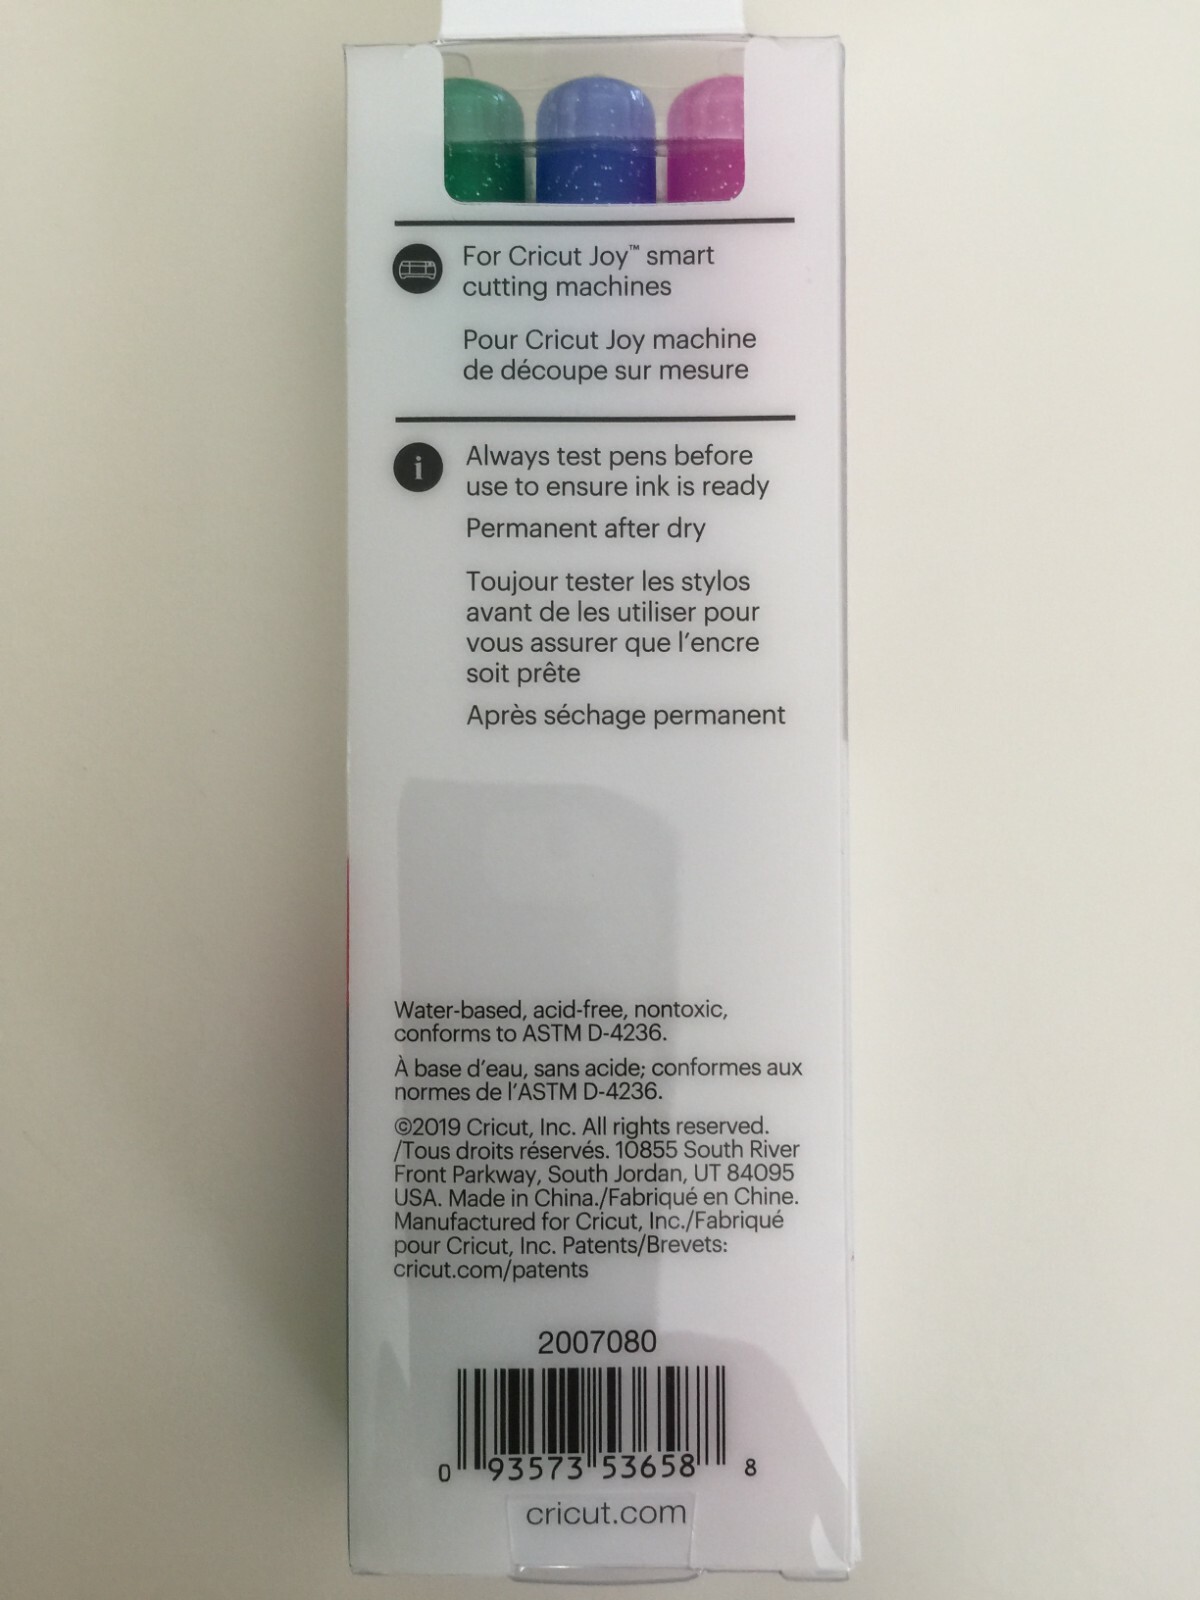 For Cricut Joy™ smart
cutting machines
Pour Cricut Joy machine
de découpe sur mesure
i
Always test pens before
use to ensure ink is ready
Permanent after dry
Toujour tester les stylos
avant de les utiliser pour
vous assurer que l'encre
soit prête
Après séchage permanent
Water-based, acid-free, nontoxic,
conforms to ASTM D-4236.
À base d'eau, sans acide; conformes aux
normes de l'ASTM D-4236.
©2019 Cricut, Inc. All rights reserved.
/Tous droits réservés. 10855 South River
Front Parkway, South Jordan, UT 84095
USA. Made in China./Fabriqué en Chine.
Manufactured for Cricut, Inc./Fabriqué
pour Cricut, Inc. Patents/Brevets:
cricut.com/patents
2007080
0 93573 53658 8
cricut.com